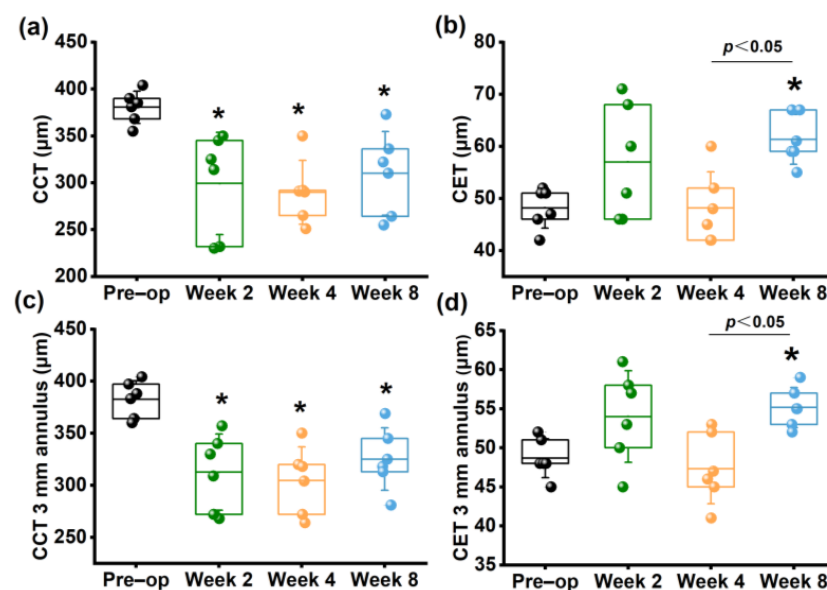 (a)
450
400
350
300
250
200
CCT (μm)
* * *
Pre–op Week 2 Week 4 Week 8
(b)
80
70
60
50
40
CET (μm)
p<0.05
*
Pre–op Week 2 Week 4 Week 8
(c)
450
400
350
300
250
CCT 3 mm annulus (μm)
* * *
Pre–op Week 2 Week 4 Week 8
(d)
65
60
55
50
45
40
35
CET 3 mm annulus (μm)
p<0.05
*
Pre–op Week 2 Week 4 Week 8